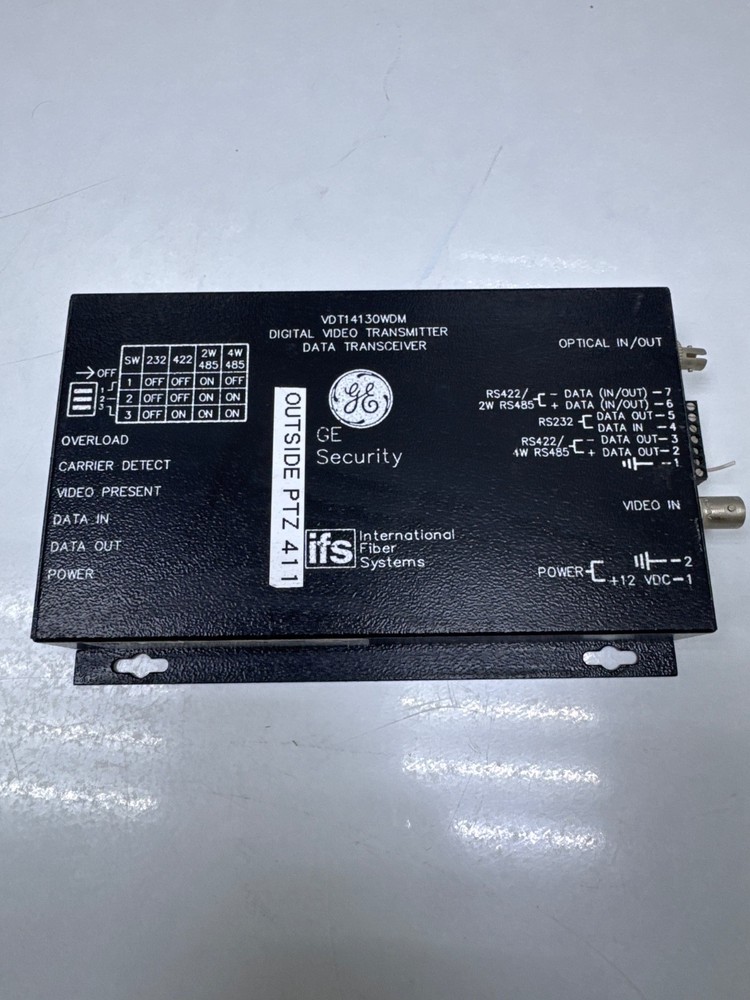 VDT14130WDM
DIGITAL VIDEO TRANSMITTER
DATA TRANSCEIVER
OFF
1
2
3
SW 232 422 2W 485 4W 485
1 OFF OFF ON OFF
2 OFF OFF ON ON
3 OFF ON ON ON
OVERLOAD
CARRIER DETECT
VIDEO PRESENT
DATA IN
DATA OUT
POWER
OUTSIDE PTZ 411
GE
GE
Security
ifs International
Fiber
Systems
OPTICAL IN/OUT
RS422/ - DATA (IN/OUT) - 7
2W RS485 + DATA (IN/OUT) - 6
RS232 DATA OUT - 5
DATA IN - 4
RS422/ - DATA OUT - 3
4W RS485 + DATA OUT - 2
- 1
VIDEO IN
POWER - 2
+12 VDC - 1